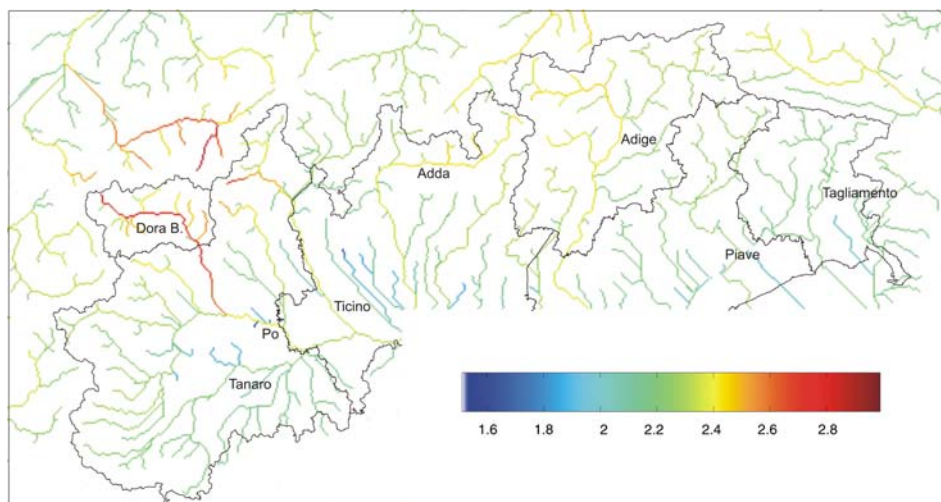 Adige
Adda
Tagliamento
Dora B.
Piave
Ticino
Po
Tanaro
1.6 1.8 2 2.2 2.4 2.6 2.8